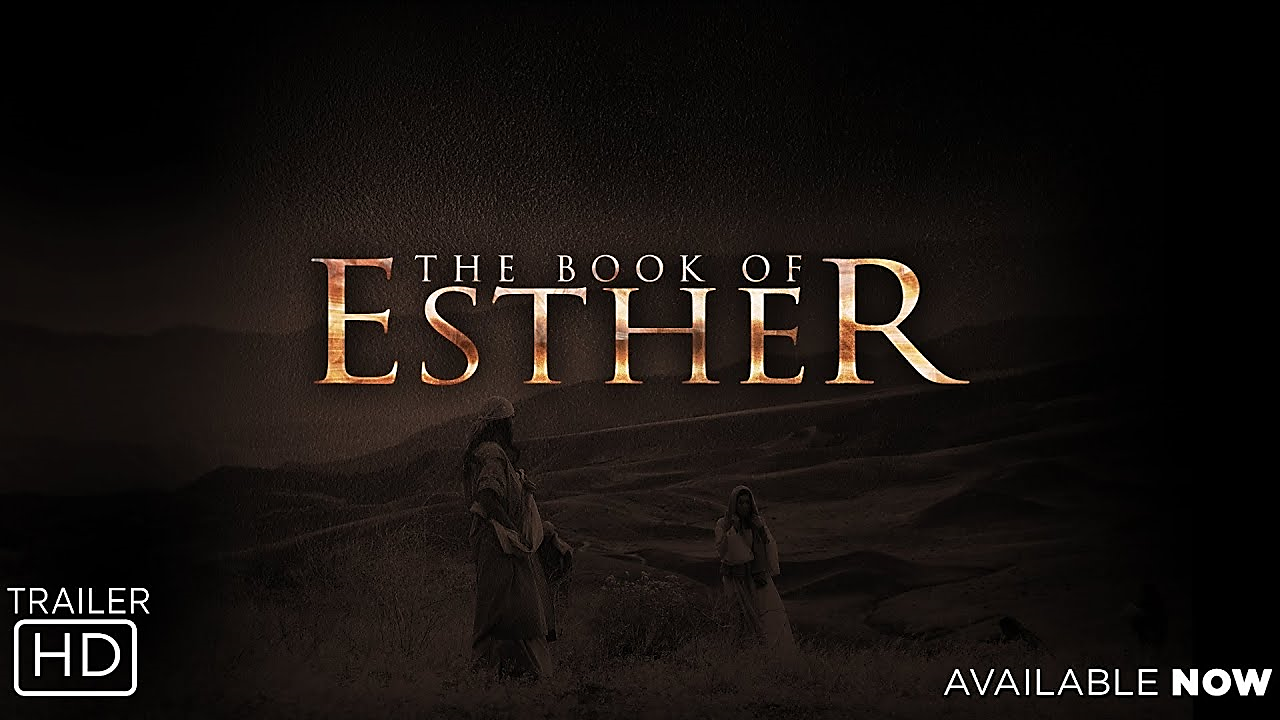 THE BOOK OF
ESTHER
TRAILER
HD
AVAILABLE NOW